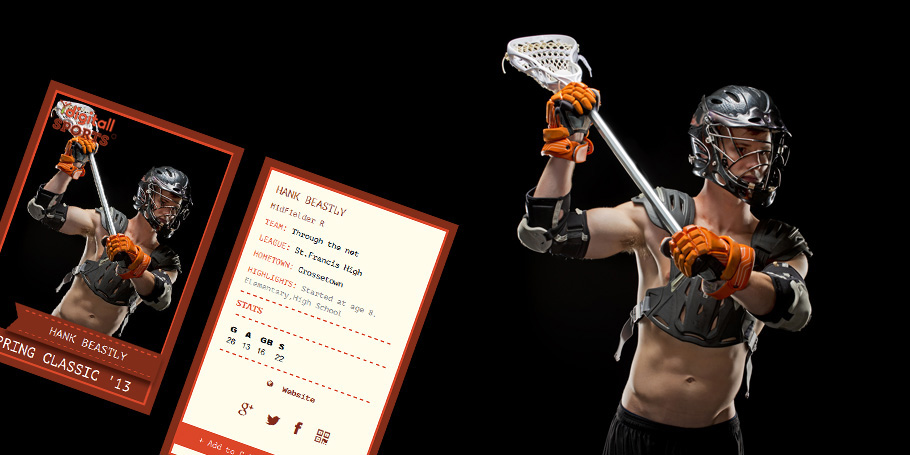 digitall
SPORTS
HANK BEASTLY
PRING CLASSIC '13
HANK BEASTLY
Midfielder R
TEAM: Through the net
LEAGUE: St.Francis High
HOMETOWN: Crossetown
HIGHLIGHTS: Started at age 8.
Elementary,High School
STATS
G A GB S
26 13 16 22
Website
g+
f
+ Add to